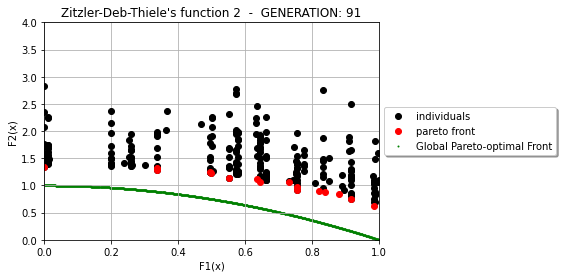 Zitzler-Deb-Thiele's function 2 - GENERATION: 91
4.0
3.5
3.0
2.5
2.0
1.5
1.0
0.5
0.0
F2(x)
0.0 0.2 0.4 0.6 0.8 1.0
F1(x)
individuals
pareto front
Global Pareto-optimal Front